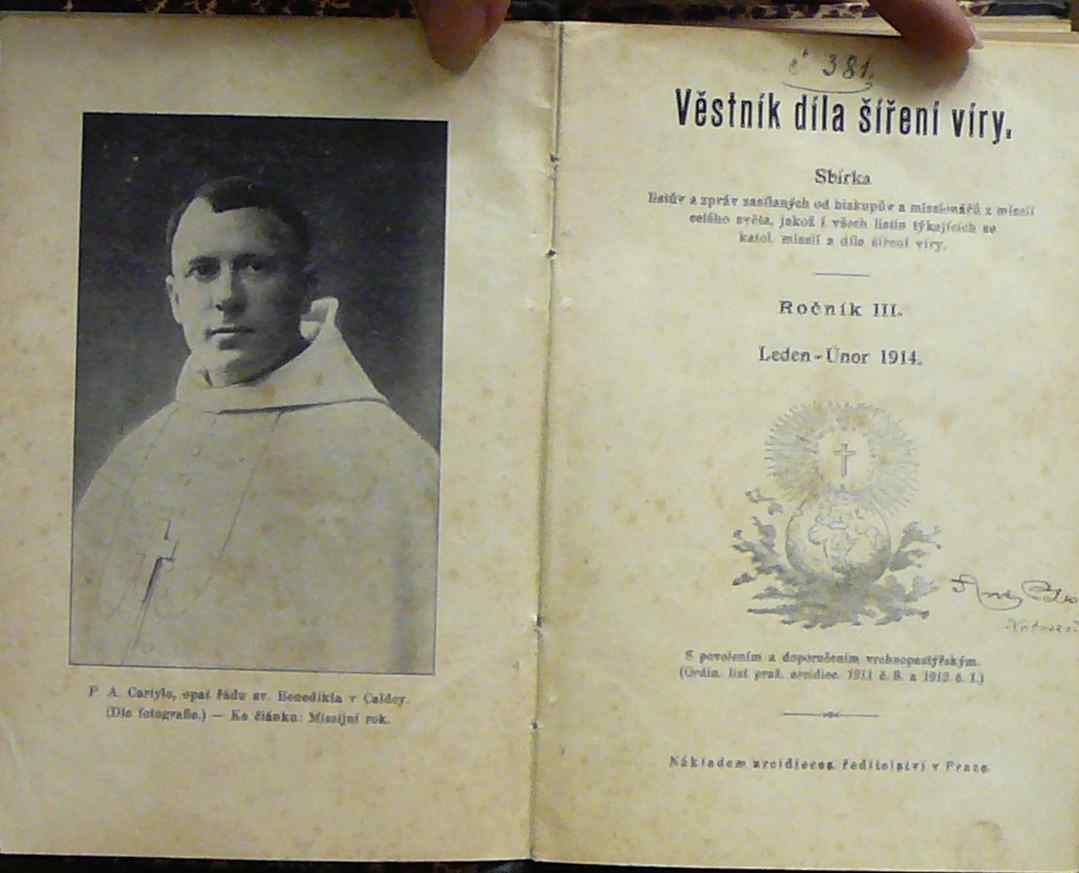 P. A. Carlyle, opat řádu sv. Benedikta v Caldey.
(Dle fotografie.) — Ke článku: Missijní rok.
č 381.
Věstník díla šíření víry.
Sbírka
listův a zpráv zasílaných od biskupův a missionářů z missií
celého světa, jakož i všech listin týkajících se
katol. missií a díla šíření víry.
Ročník III.
Leden-Únor 1914.
S povolením a doporučením vrchnopastýřským.
(Ordin. list praž. arcidiec. 1911 č. 8. a 1912 č. 1.)
Nákladem arcidieces. ředitelství v Praze.